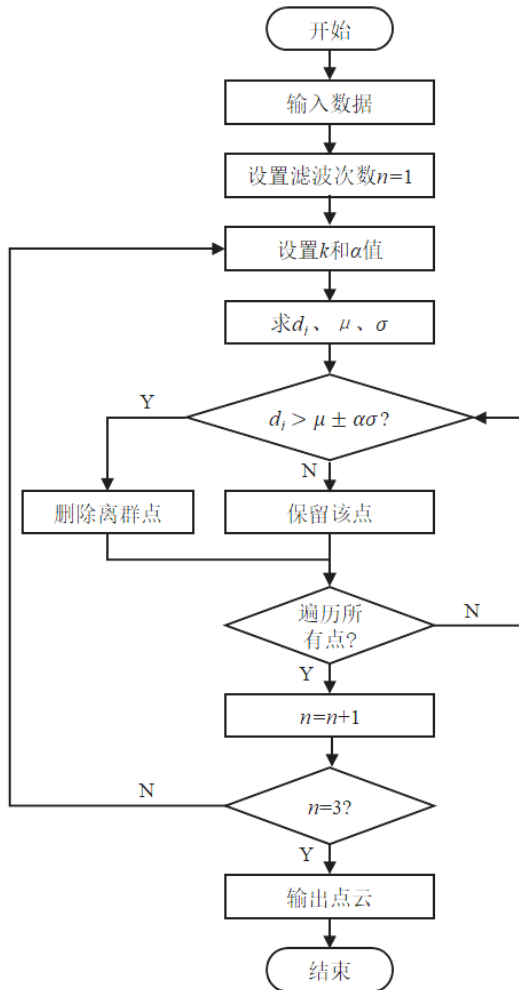 开始
输入数据
设置滤波次数n=1
设置k和α值
求di、μ、σ
Y
di > μ ± ασ?
N
删除离群点
保留该点
遍历所
有点?
N
Y
n=n+1
N
n=3?
Y
输出点云
结束